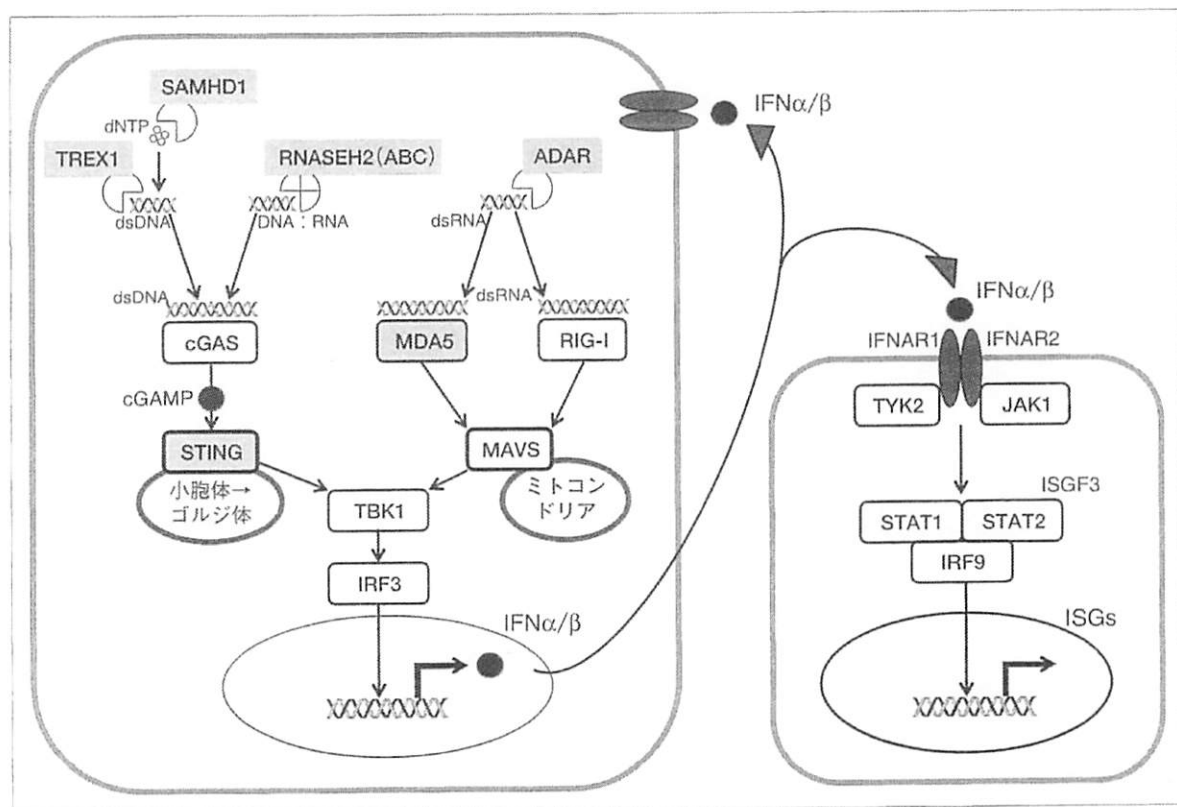 SAMHD1
dNTP
TREX1
RNASEH2(ABC)
ADAR
dsDNA
DNA:RNA
dsRNA
dsDNA
dsRNA
cGAS
MDA5
RIG-I
cGAMP
STING
MAVS
小胞体→
ゴルジ体
ミトコン
ドリア
TBK1
IRF3
IFNα/β
IFNα/β
IFNα/β
IFNAR1
IFNAR2
TYK2
JAK1
ISGF3
STAT1
STAT2
IRF9
ISGs